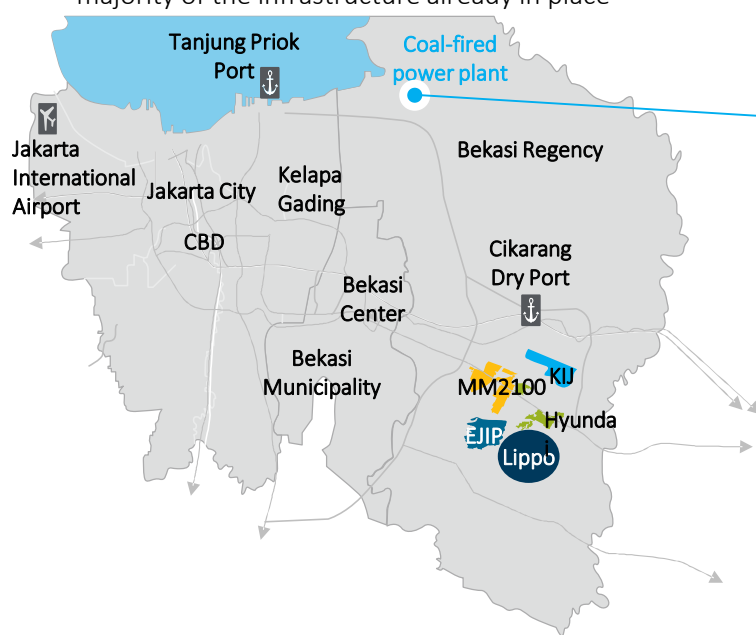 majority of the infrastructure already in place
Tanjung Priok
Port
Coal-fired
power plant
Jakarta
International
Airport
Jakarta City
Kelapa
Gading
Bekasi Regency
CBD
Cikarang
Dry Port
Bekasi
Center
Bekasi
Municipality
MM2100
KIJ
Hyunda
i
EJIP
Lippo